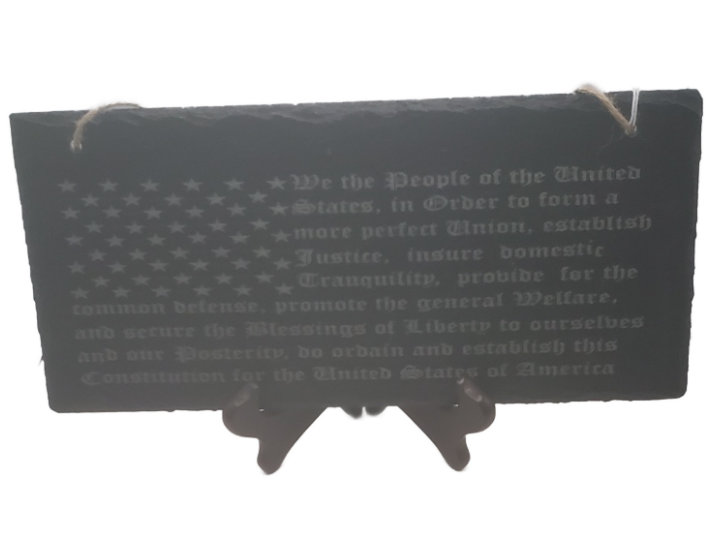 We the People of the United
States, in Order to form a
more perfect Union, establish
Justice, insure domestic
Tranquility, provide for the
common defense, promote the general Welfare,
and secure the Blessings of Liberty to ourselves
and our Posterity, do ordain and establish this
Constitution for the United States of America